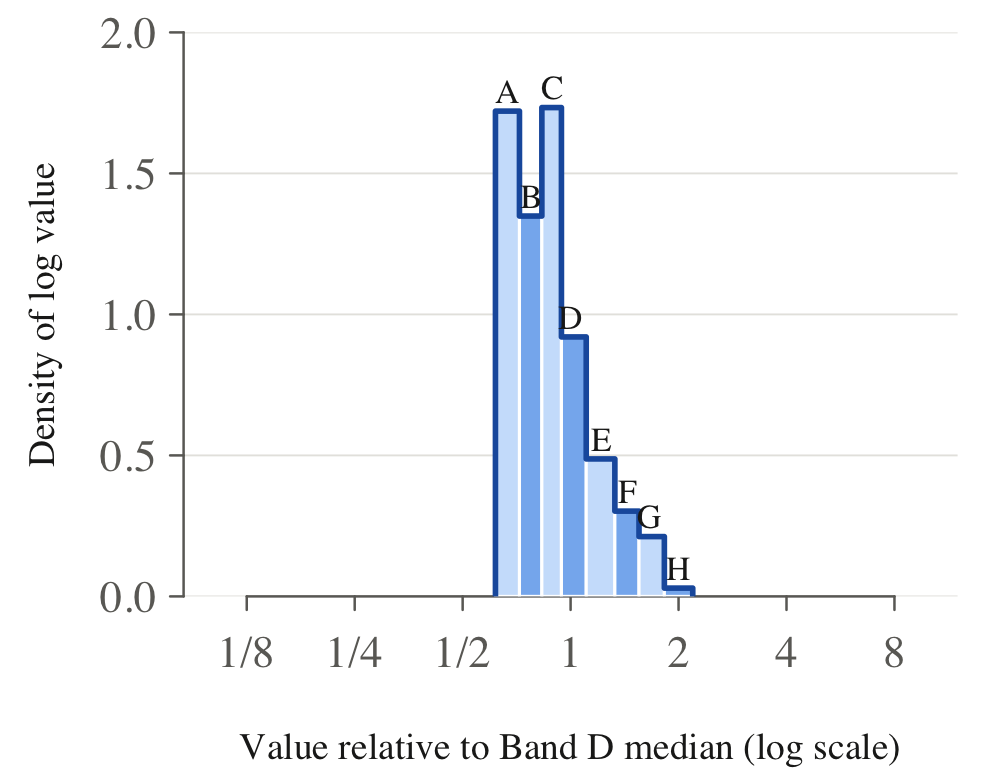 2.0
1.5
1.0
0.5
0.0
Density of log value
A
B
C
D
E
F
G
H
1/8 1/4 1/2 1 2 4 8
Value relative to Band D median (log scale)